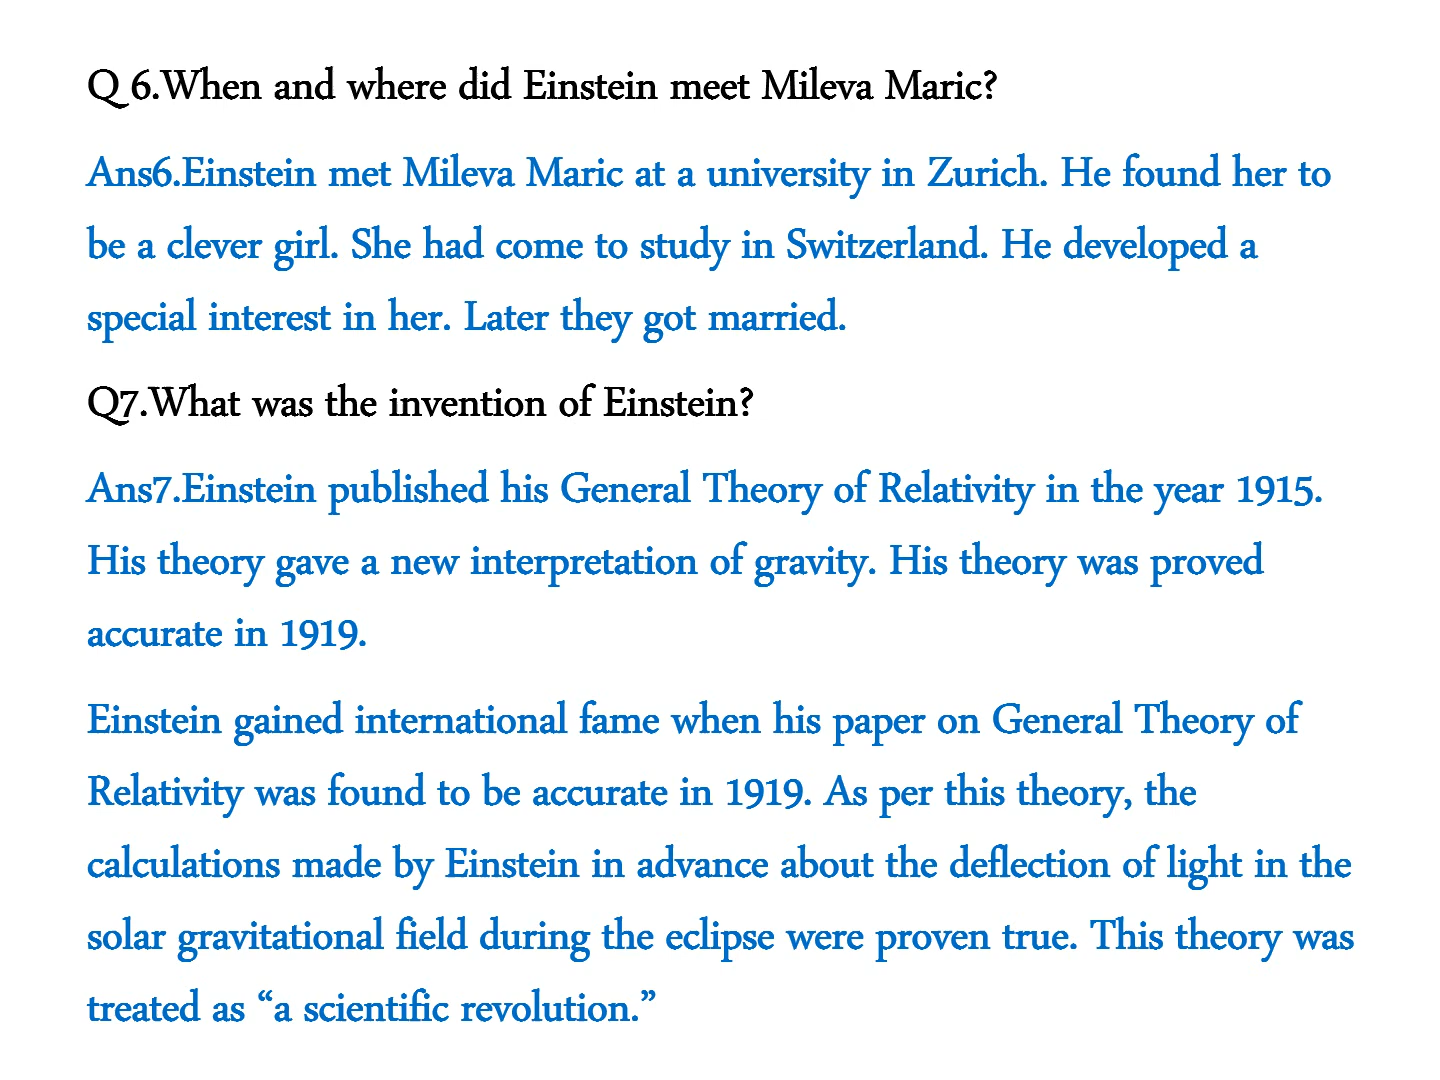 Q 6.When and where did Einstein meet Mileva Maric?
Ans6.Einstein met Mileva Maric at a university in Zurich. He found her to
be a clever girl. She had come to study in Switzerland. He developed a
special interest in her. Later they got married.
Q7.What was the invention of Einstein?
Ans7.Einstein published his General Theory of Relativity in the year 1915.
His theory gave a new interpretation of gravity. His theory was proved
accurate in 1919.
Einstein gained international fame when his paper on General Theory of
Relativity was found to be accurate in 1919. As per this theory, the
calculations made by Einstein in advance about the deflection of light in the
solar gravitational field during the eclipse were proven true. This theory was
treated as “a scientific revolution.”